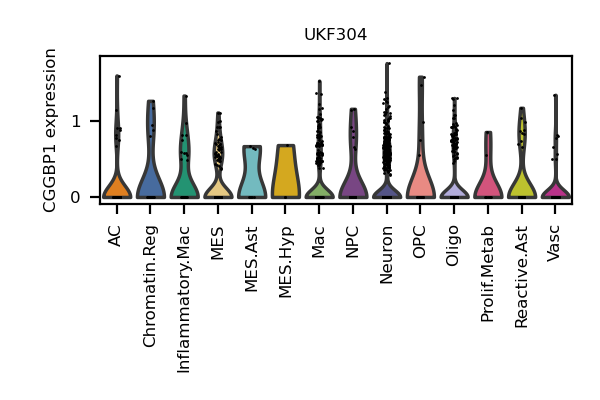 UKF304
CGGBP1 expression
1
0
AC
Chromatin.Reg
Inflammatory.Mac
MES
MES.Ast
MES.Hyp
Mac
NPC
Neuron
OPC
Oligo
Prolif.Metab
Reactive.Ast
Vasc